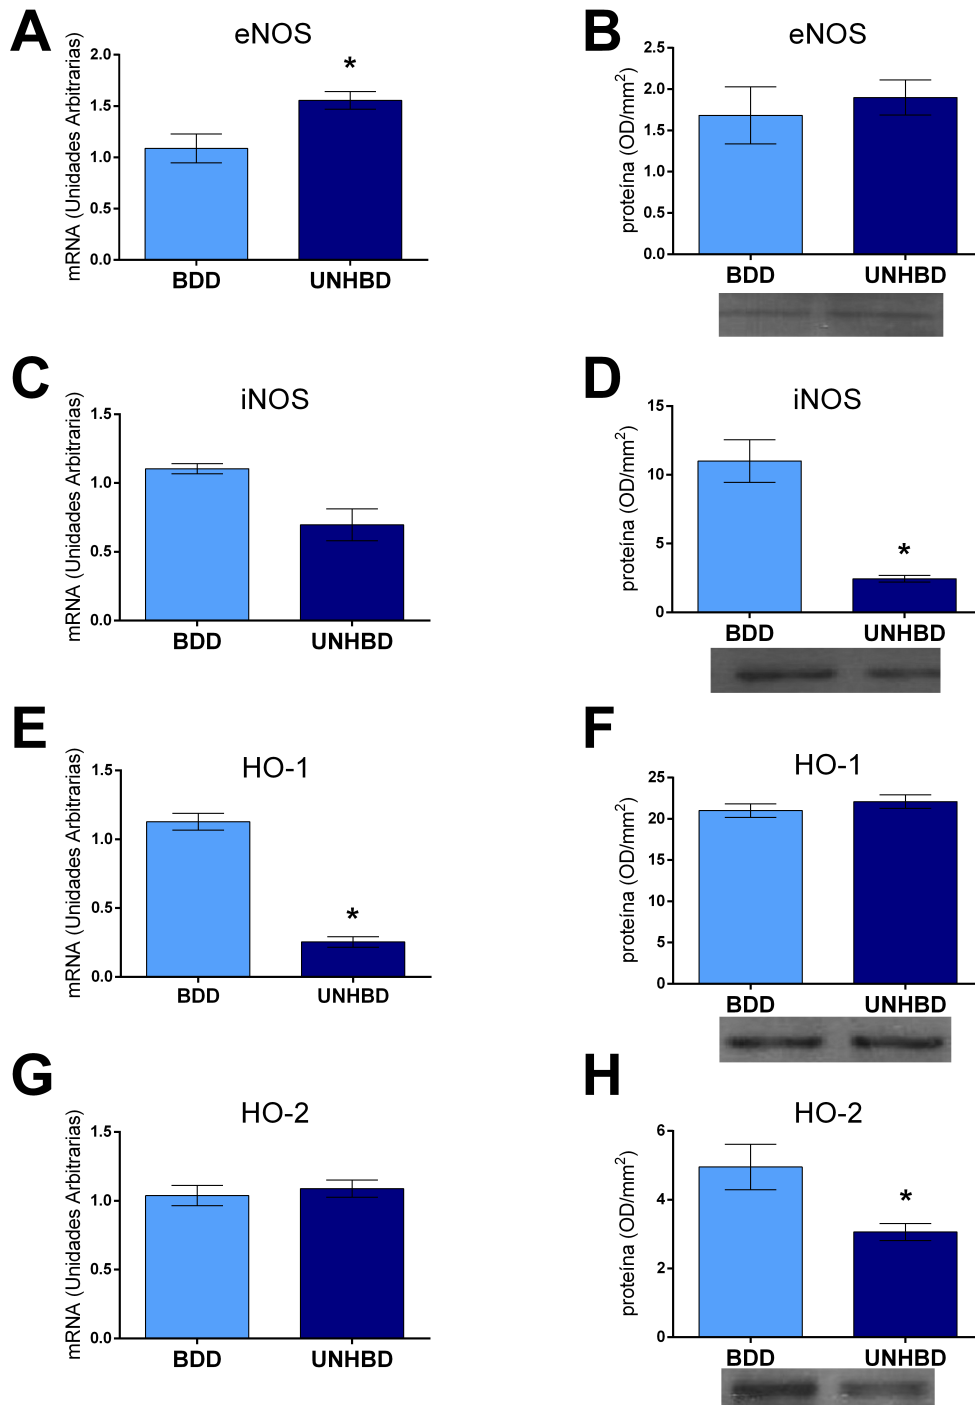 A
eNOS
mRNA (Unidades Arbitrarias)
2.0
1.5
1.0
0.5
0.0
*
BDD UNHBD
B
eNOS
proteína (OD/mm²)
2.5
2.0
1.5
1.0
0.5
0.0
BDD UNHBD
C
iNOS
mRNA (Unidades Arbitrarias)
1.5
1.0
0.5
0.0
BDD UNHBD
D
iNOS
proteína (OD/mm²)
15
10
5
0
*
BDD UNHBD
E
HO-1
mRNA (Unidades Arbitrarias)
1.5
1.0
0.5
0.0
*
BDD UNHBD
F
HO-1
proteína (OD/mm²)
25
20
15
10
5
0
BDD UNHBD
G
HO-2
mRNA (Unidades Arbitrarias)
1.5
1.0
0.5
0.0
BDD UNHBD
H
HO-2
proteína (OD/mm²)
6
4
2
0
*
BDD UNHBD